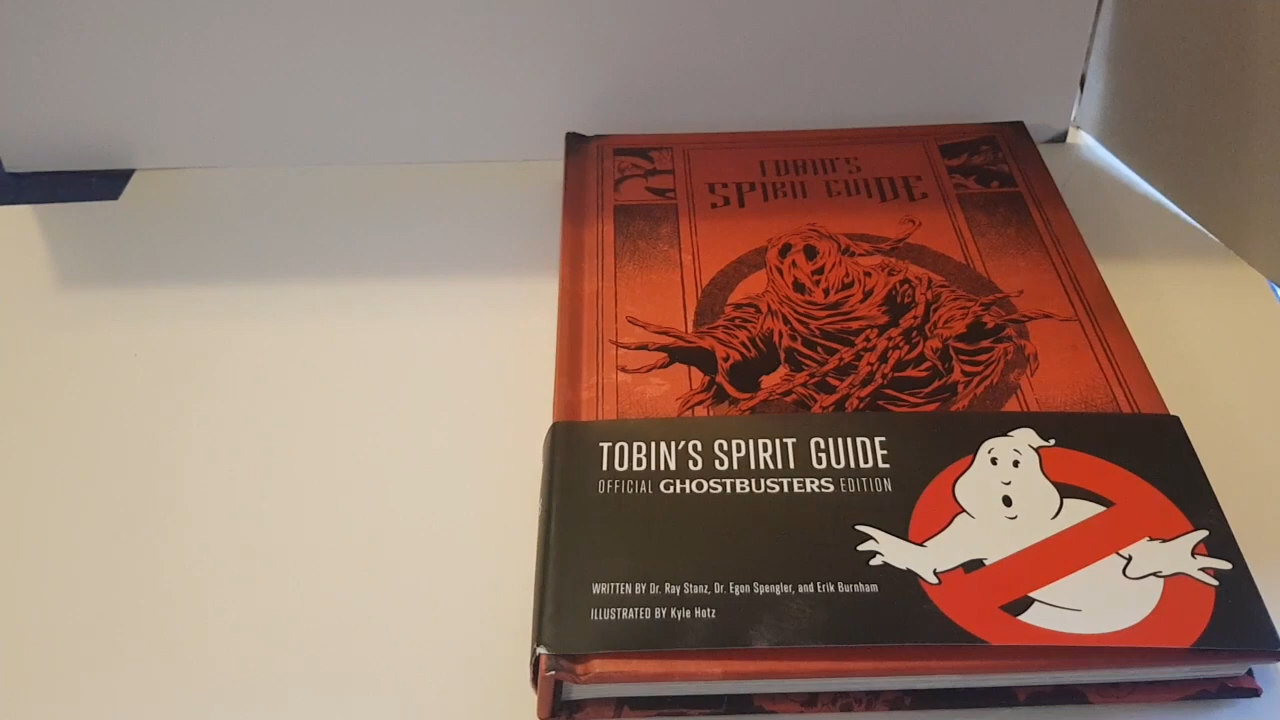 TOBIN'S
SPIRIT GUIDE
TOBIN'S SPIRIT GUIDE
OFFICIAL GHOSTBUSTERS EDITION
WRITTEN BY Dr. Ray Stanz, Dr. Egon Spengler, and Erik Burnham
ILLUSTRATED BY Kyle Hotz